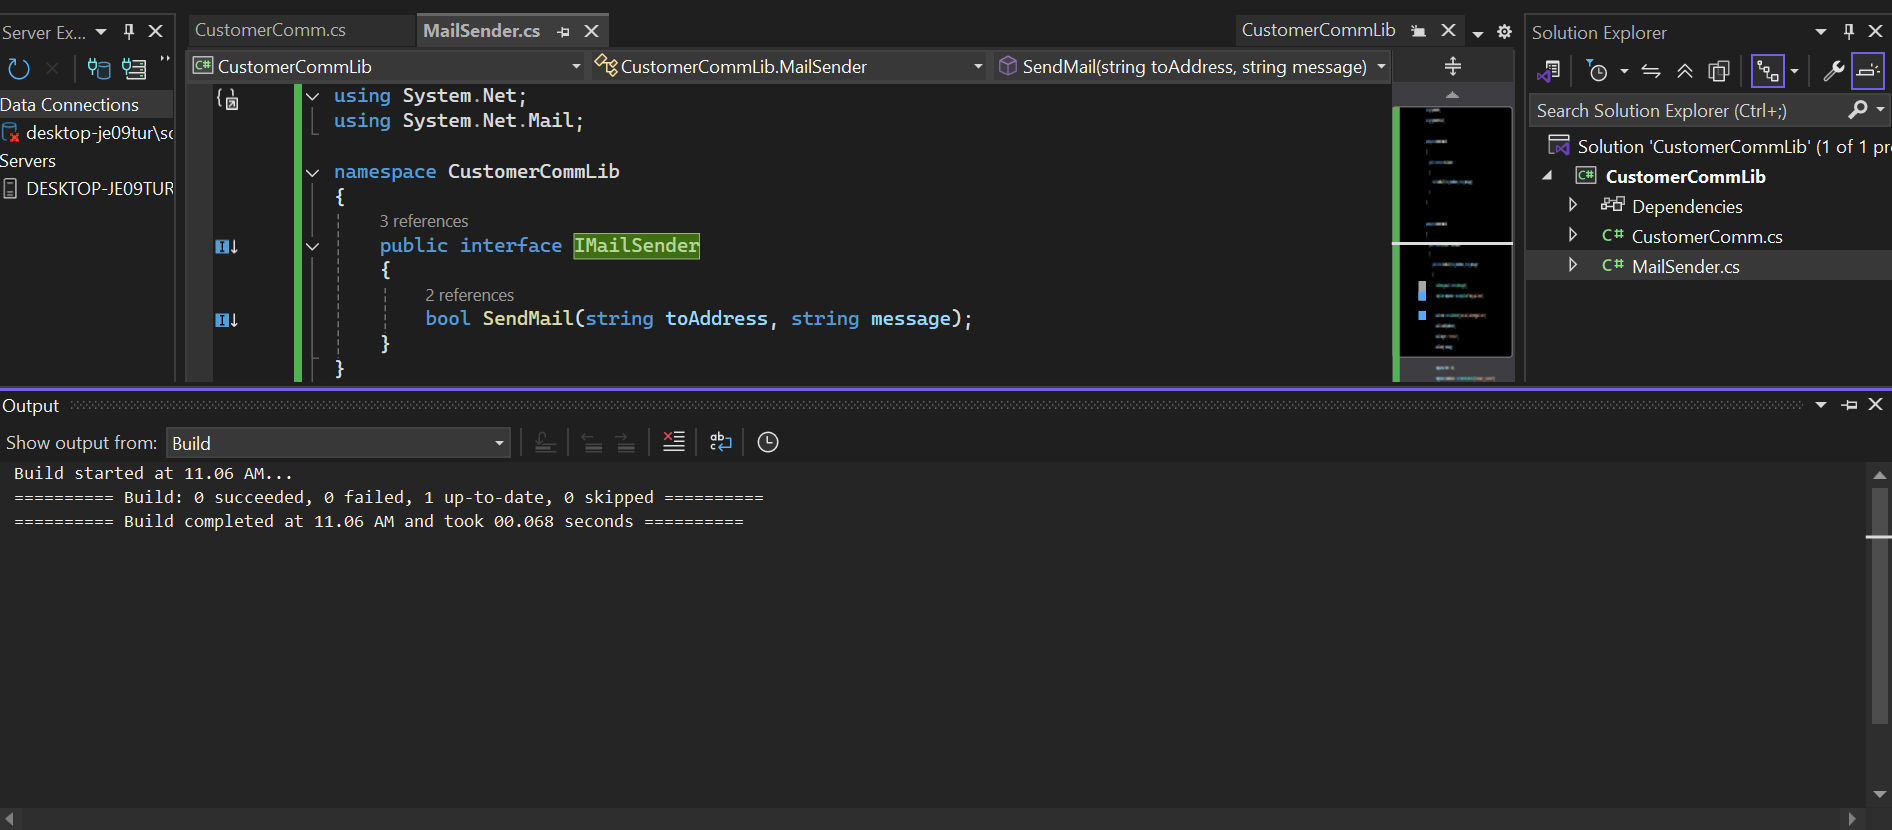 Server Ex...
Data Connections
desktop-je09tur\sc
Servers
DESKTOP-JE09TUR
CustomerComm.cs
MailSender.cs
CustomerCommLib
CustomerCommLib
CustomerCommLib.MailSender
SendMail(string toAddress, string message)
using System.Net;
using System.Net.Mail;
namespace CustomerCommLib
{
3 references
public interface IMailSender
{
2 references
bool SendMail(string toAddress, string message);
}
}
Solution Explorer
Search Solution Explorer (Ctrl+;)
Solution 'CustomerCommLib' (1 of 1 pr
CustomerCommLib
Dependencies
C# CustomerComm.cs
C# MailSender.cs
Output
Show output from: Build
Build started at 11.06 AM...
========== Build: 0 succeeded, 0 failed, 1 up-to-date, 0 skipped ==========
========== Build completed at 11.06 AM and took 00.068 seconds ==========